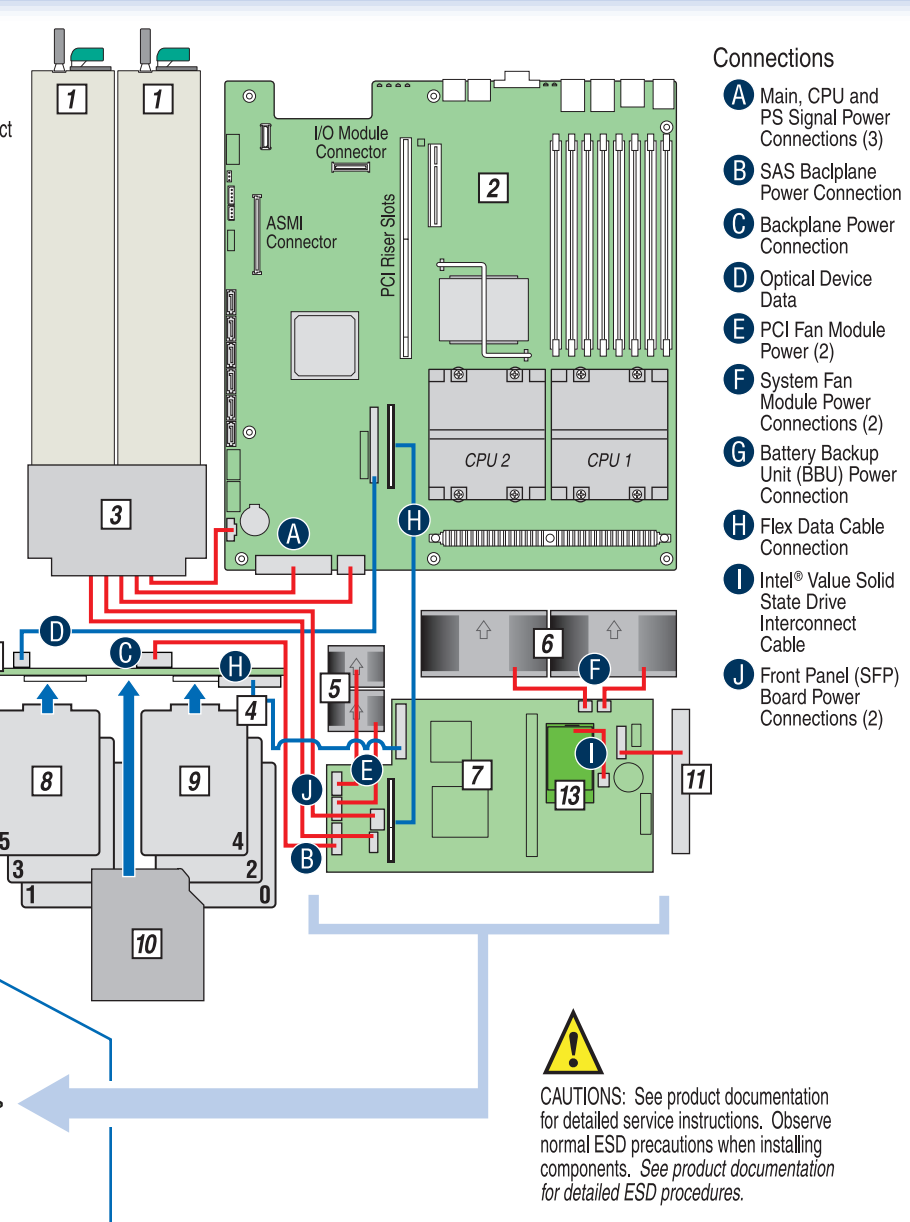 1
1
ct
I/O Module
Connector
2
ASMI
Connector
PCI Riser Slots
CPU 2
CPU 1
3
A
H
D
C
H
4
5
6
F
8
9
5
3
1
4
2
0
10
E
J
B
7
I
13
11
Connections
A Main, CPU and
PS Signal Power
Connections (3)
B SAS Baclplane
Power Connection
C Backplane Power
Connection
D Optical Device
Data
E PCI Fan Module
Power (2)
F System Fan
Module Power
Connections (2)
G Battery Backup
Unit (BBU) Power
Connection
H Flex Data Cable
Connection
I Intel® Value Solid
State Drive
Interconnect
Cable
J Front Panel (SFP)
Board Power
Connections (2)
CAUTIONS: See product documentation
for detailed service instructions. Observe
normal ESD precautions when installing
components. See product documentation
for detailed ESD procedures.